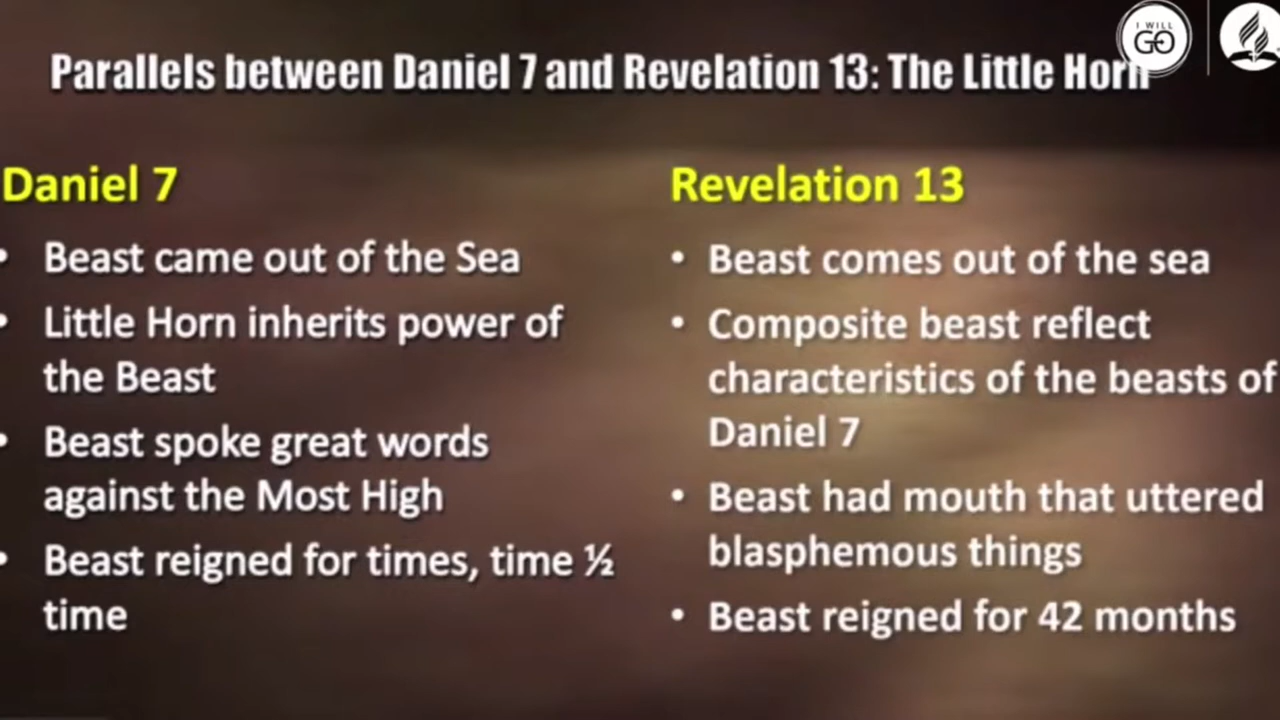 I WILL
GO
Parallels between Daniel 7 and Revelation 13: The Little Horn
Daniel 7
• Beast came out of the Sea
• Little Horn inherits power of
the Beast
• Beast spoke great words
against the Most High
• Beast reigned for times, time ½
time
Revelation 13
• Beast comes out of the sea
• Composite beast reflect
characteristics of the beasts of
Daniel 7
• Beast had mouth that uttered
blasphemous things
• Beast reigned for 42 months